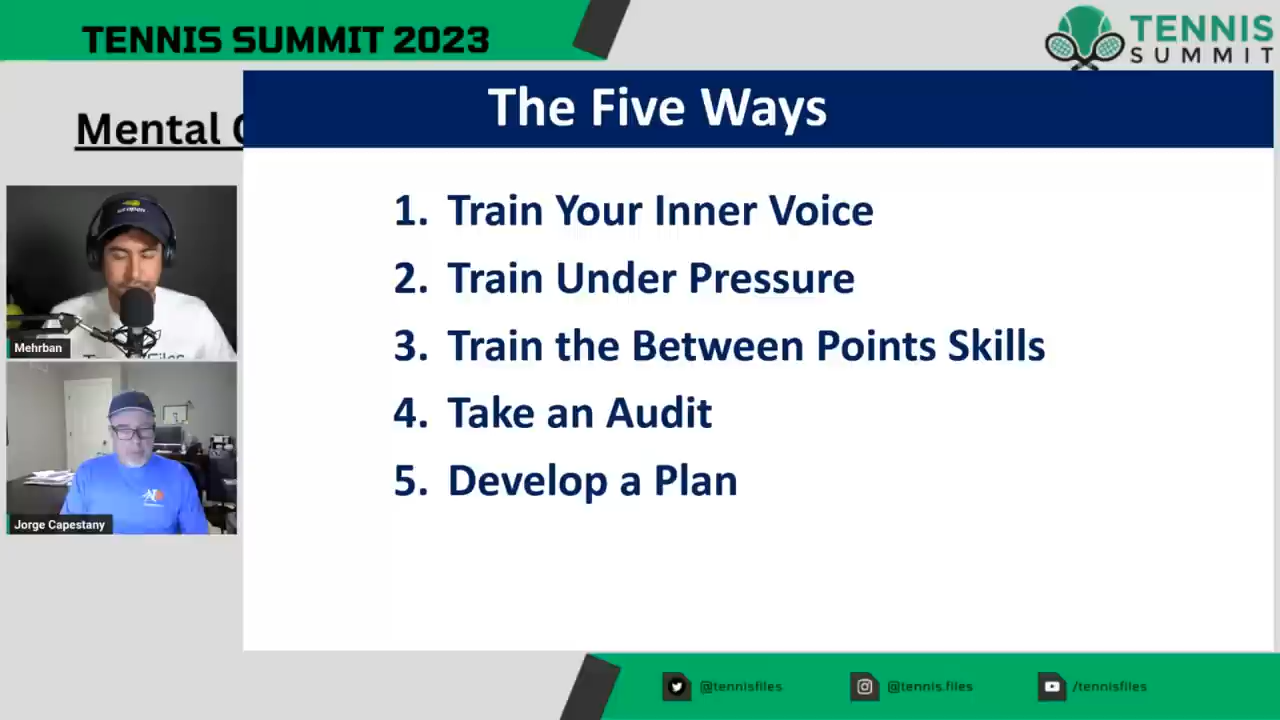 TENNIS SUMMIT 2023
TENNIS
SUMMIT
Mental
The Five Ways
1. Train Your Inner Voice
2. Train Under Pressure
3. Train the Between Points Skills
4. Take an Audit
5. Develop a Plan
Mehrban
Jorge Capestany
@tennisfiles
@tennis.files
/tennisfiles